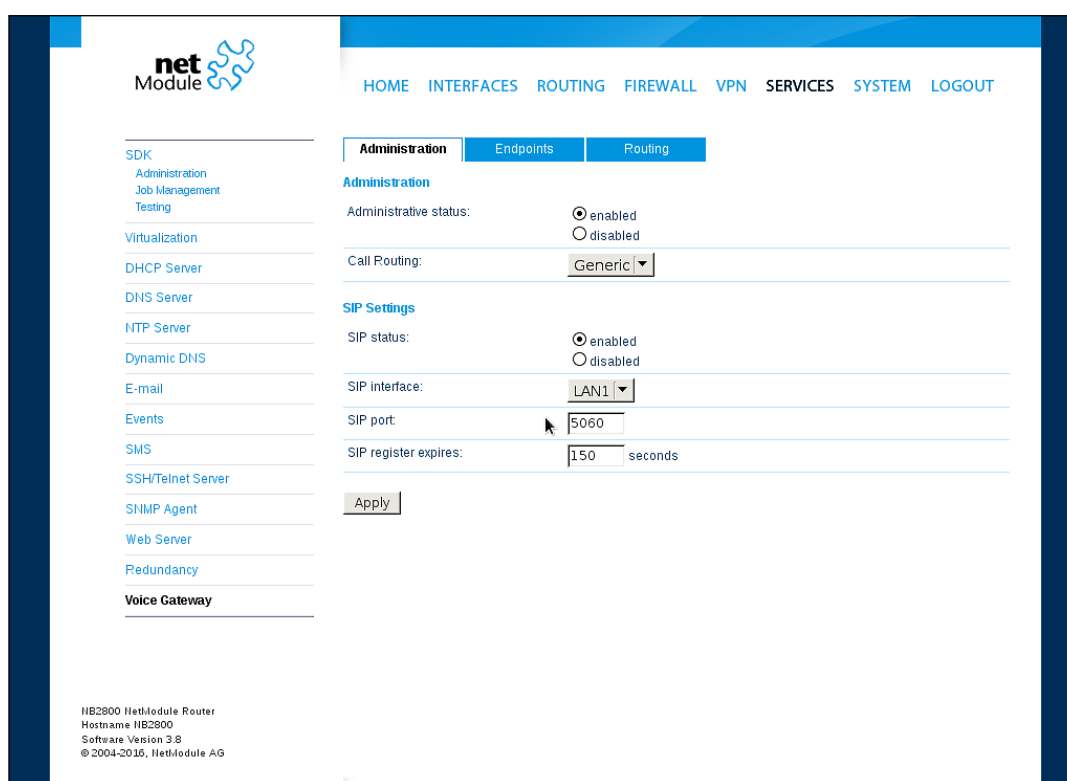 net
Module
HOME INTERFACES ROUTING FIREWALL VPN SERVICES SYSTEM LOGOUT
SDK
Administration
Job Management
Testing
Virtualization
DHCP Server
DNS Server
NTP Server
Dynamic DNS
E-mail
Events
SMS
SSH/Telnet Server
SNMP Agent
Web Server
Redundancy
Voice Gateway
Administration Endpoints Routing
Administration
Administrative status:
enabled
disabled
Call Routing: Generic
SIP Settings
SIP status:
enabled
disabled
SIP interface: LAN1
SIP port: 5060
SIP register expires: 150 seconds
Apply
NB2800 NetModule Router
Hostname NB2800
Software Version 3.8
© 2004-2016, NetModule AG